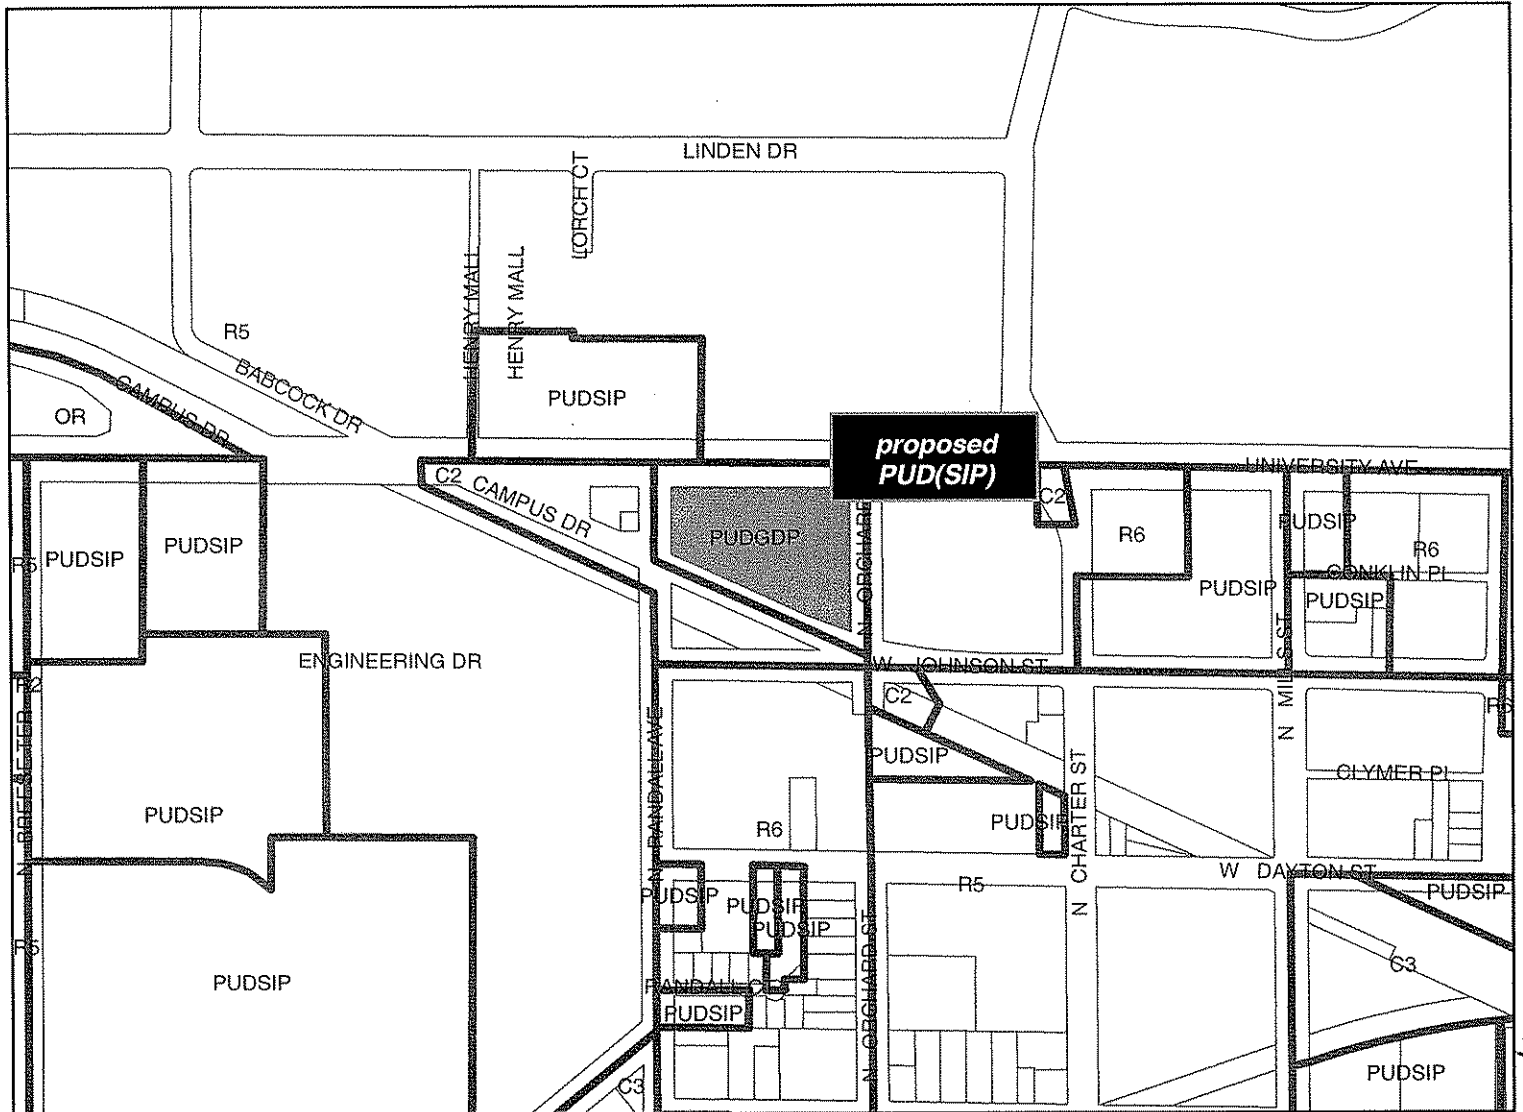 LINDEN DR
LORCH CT
HENRY MALL
HENRY MALL
R5
BABCOCK DR
CAMPUS DR
OR
PUDSIP
proposed
PUD(SIP)
UNIVERSITY AVE
C2
CAMPUS DR
C2
PUDGDP
N ORCHARD
R6
PUDSIP
R6
CONKLIN PL
PUDSIP
PUDSIP
R5
PUDSIP
PUDSIP
N MILLS ST
ENGINEERING DR
W JOHNSON ST
R2
C2
R6
PUDSIP
CLYMER PL
N RANDALL AVE
N CHARTER ST
PUDSIP
R6
PUDSIP
W DAYTON ST
R5
PUDSIP
PUDSIP
PUDSIP
PUDSIP
N ORCHARD ST
R5
C3
PUDSIP
RANDALL
PUDSIP
PUDSIP
C3